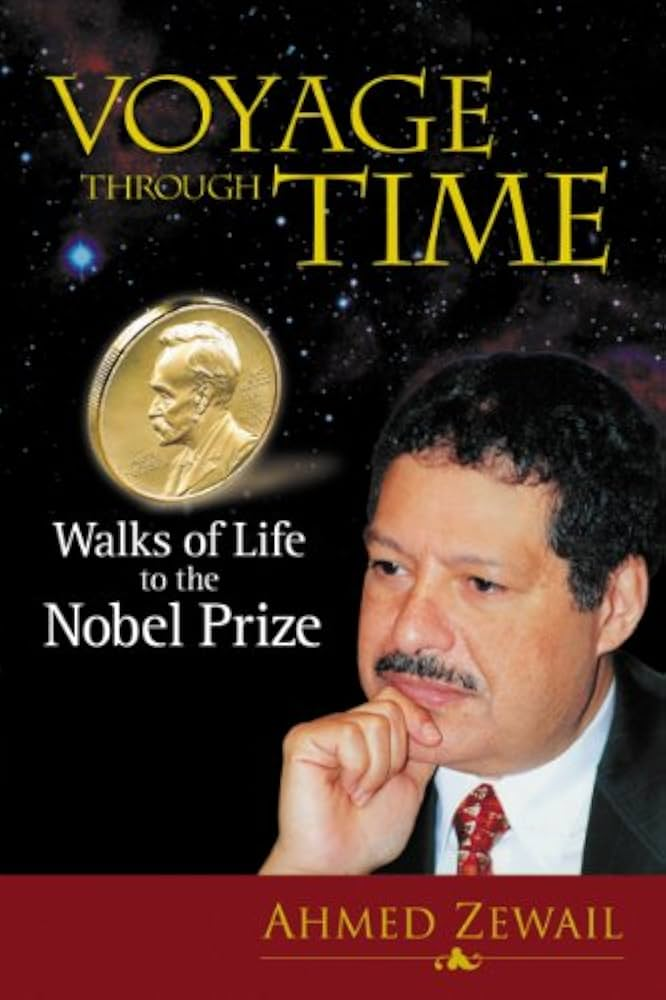 VOYAGE
THROUGH TIME
Walks of Life
to the
Nobel Prize
AHMED ZEWAIL